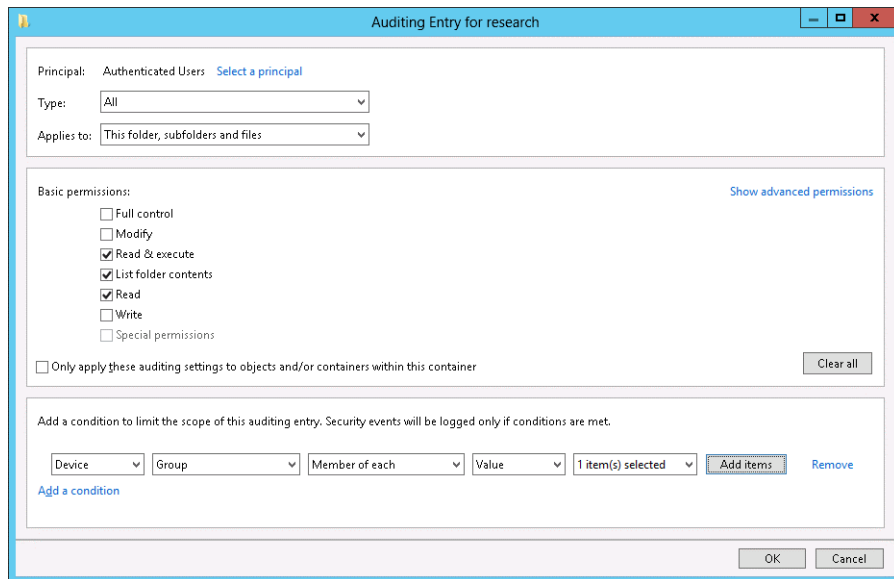 Auditing Entry for research
Principal: Authenticated Users Select a principal
Type: All
Applies to: This folder, subfolders and files
Basic permissions: Show advanced permissions
Full control
Modify
Read & execute
List folder contents
Read
Write
Special permissions
Only apply these auditing settings to objects and/or containers within this container Clear all
Add a condition to limit the scope of this auditing entry. Security events will be logged only if conditions are met.
Device Group Member of each Value 1 item(s) selected Add items Remove
Add a condition
OK Cancel